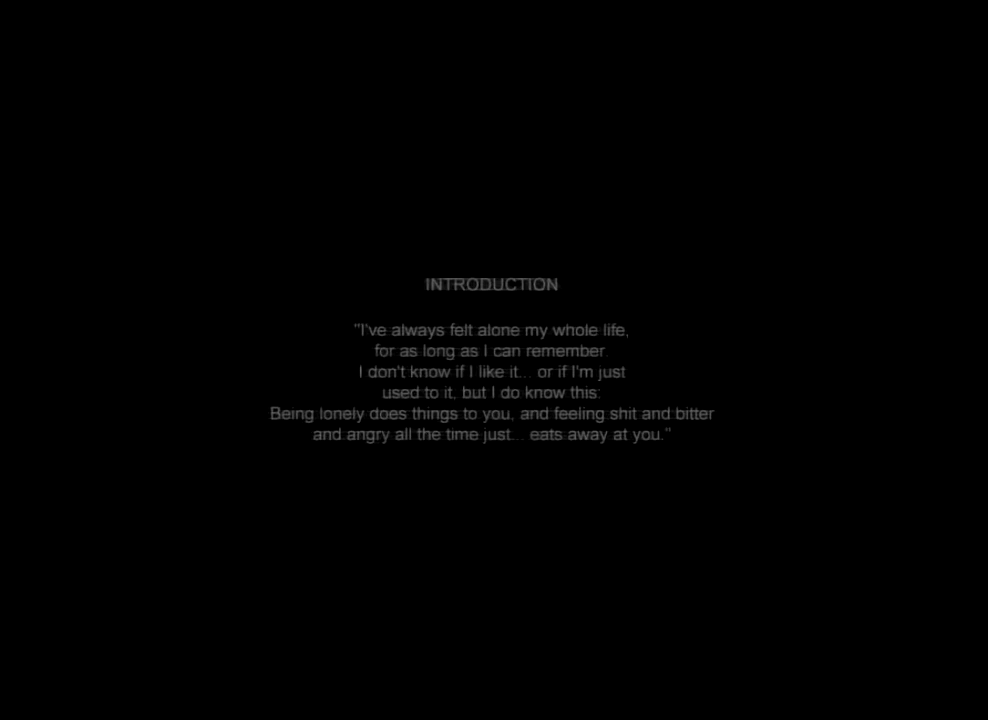 INTRODUCTION
"I've always felt alone my whole life,
for as long as I can remember.
I don't know if I like it... or if I'm just
used to it, but I do know this:
Being lonely does things to you, and feeling shit and bitter
and angry all the time just... eats away at you."